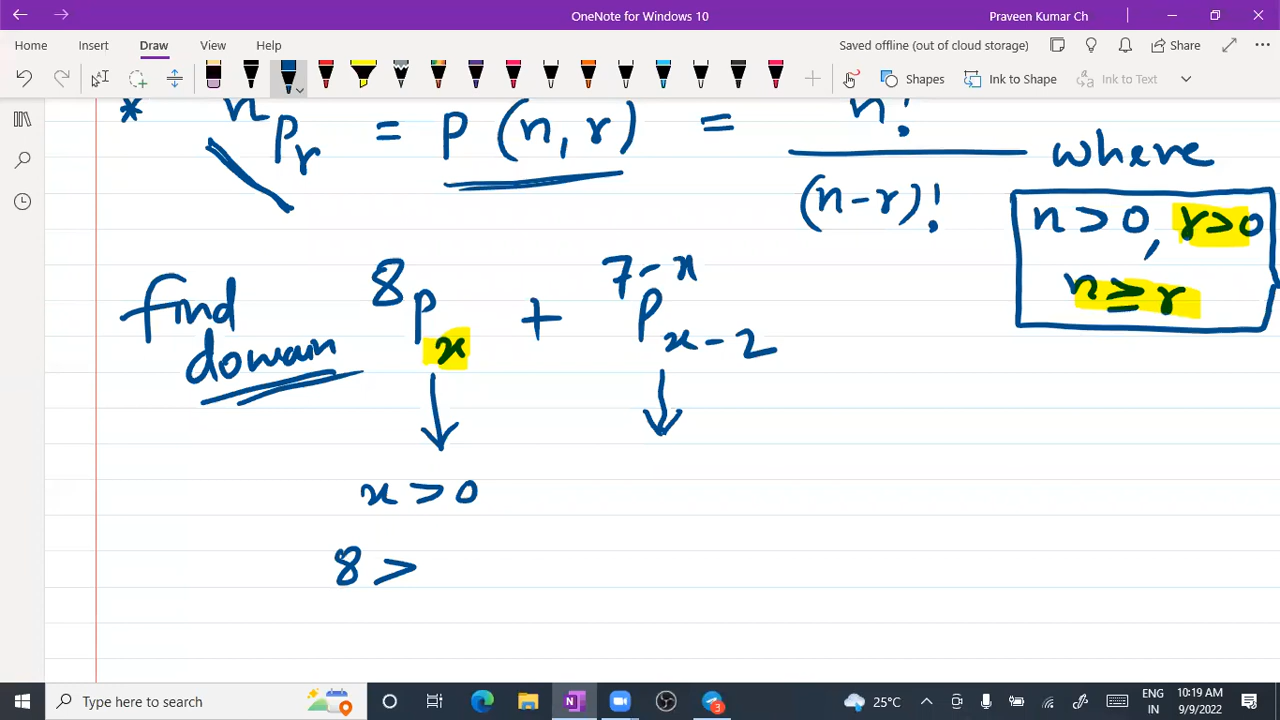 OneNote for Windows 10
Praveen Kumar Ch
Home Insert Draw View Help
Saved offline (out of cloud storage)
Share
Shapes
Ink to Shape
Ink to Text
* nPr = P (n, r) = n! / (n-r)! where
n > 0, r>0
n ≥ r
find domain 8Px + 7-xPx-2
x > 0
8 >
Type here to search
3
25°C
ENG
IN
10:19 AM
9/9/2022